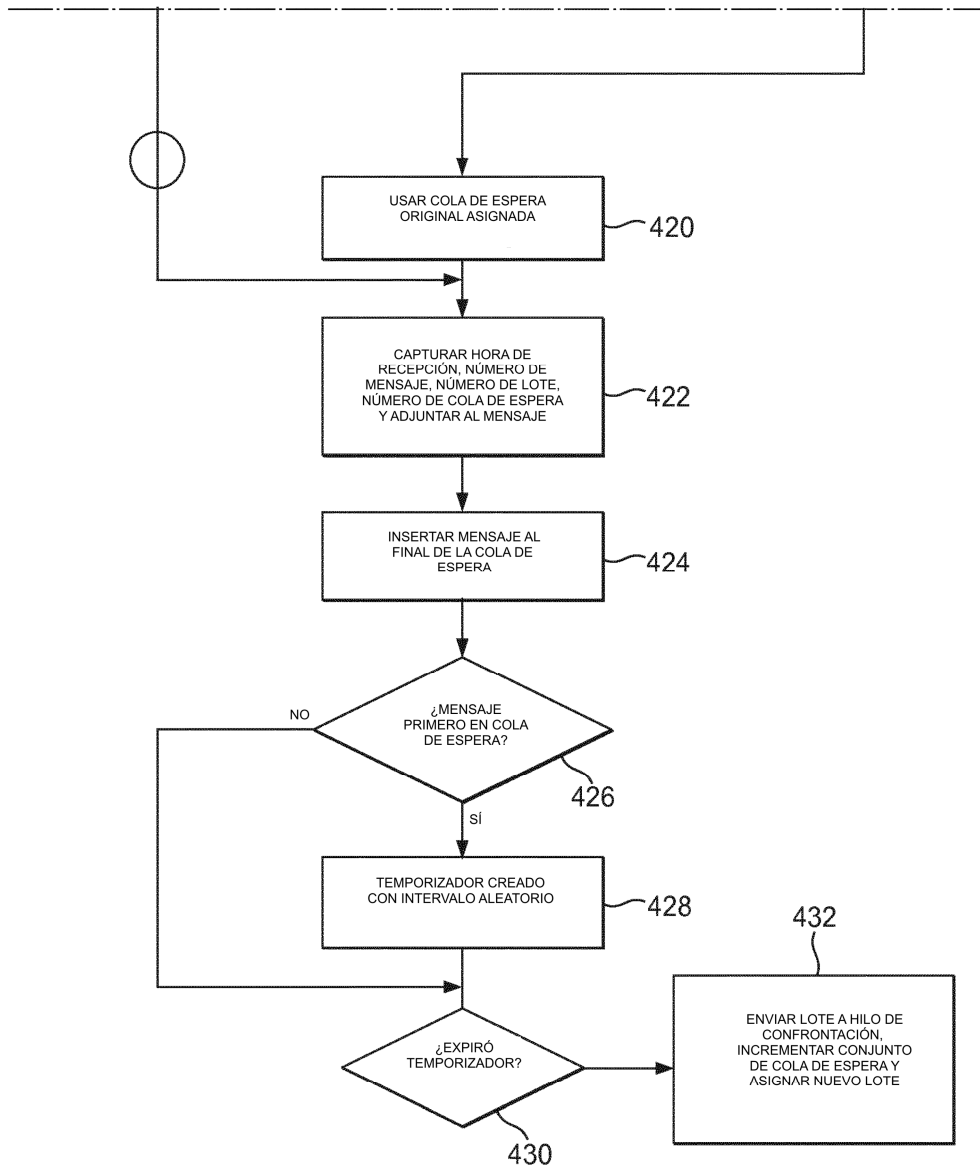 USAR COLA DE ESPERA
ORIGINAL ASIGNADA
420
CAPTURAR HORA DE
RECEPCIÓN, NÚMERO DE
MENSAJE, NÚMERO DE LOTE,
NÚMERO DE COLA DE ESPERA
Y ADJUNTAR AL MENSAJE
422
INSERTAR MENSAJE AL
FINAL DE LA COLA DE
ESPERA
424
¿MENSAJE
PRIMERO EN COLA
DE ESPERA?
NO
426
SÍ
TEMPORIZADOR CREADO
CON INTERVALO ALEATORIO
428
432
ENVIAR LOTE A HILO DE
CONFRONTACIÓN,
INCREMENTAR CONJUNTO
DE COLA DE ESPERA Y
ASIGNAR NUEVO LOTE
¿EXPIRÓ
TEMPORIZADOR?
430